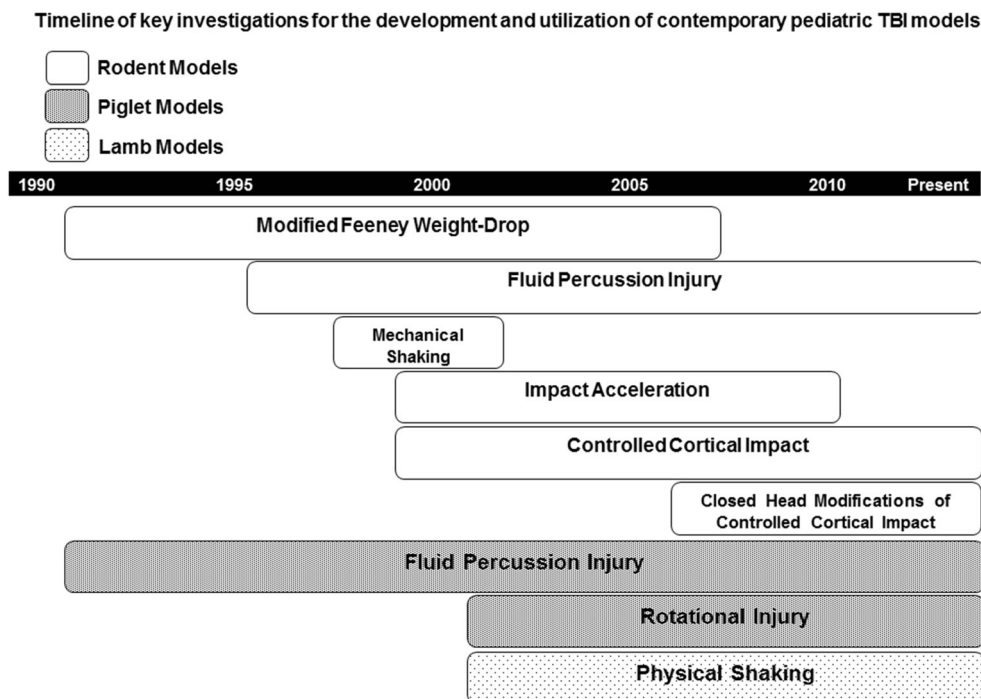 Timeline of key investigations for the development and utilization of contemporary pediatric TBI models
Rodent Models
Piglet Models
Lamb Models
1990 1995 2000 2005 2010 Present
Modified Feeney Weight-Drop
Fluid Percussion Injury
Mechanical
Shaking
Impact Acceleration
Controlled Cortical Impact
Closed Head Modifications of
Controlled Cortical Impact
Fluid Percussion Injury
Rotational Injury
Physical Shaking